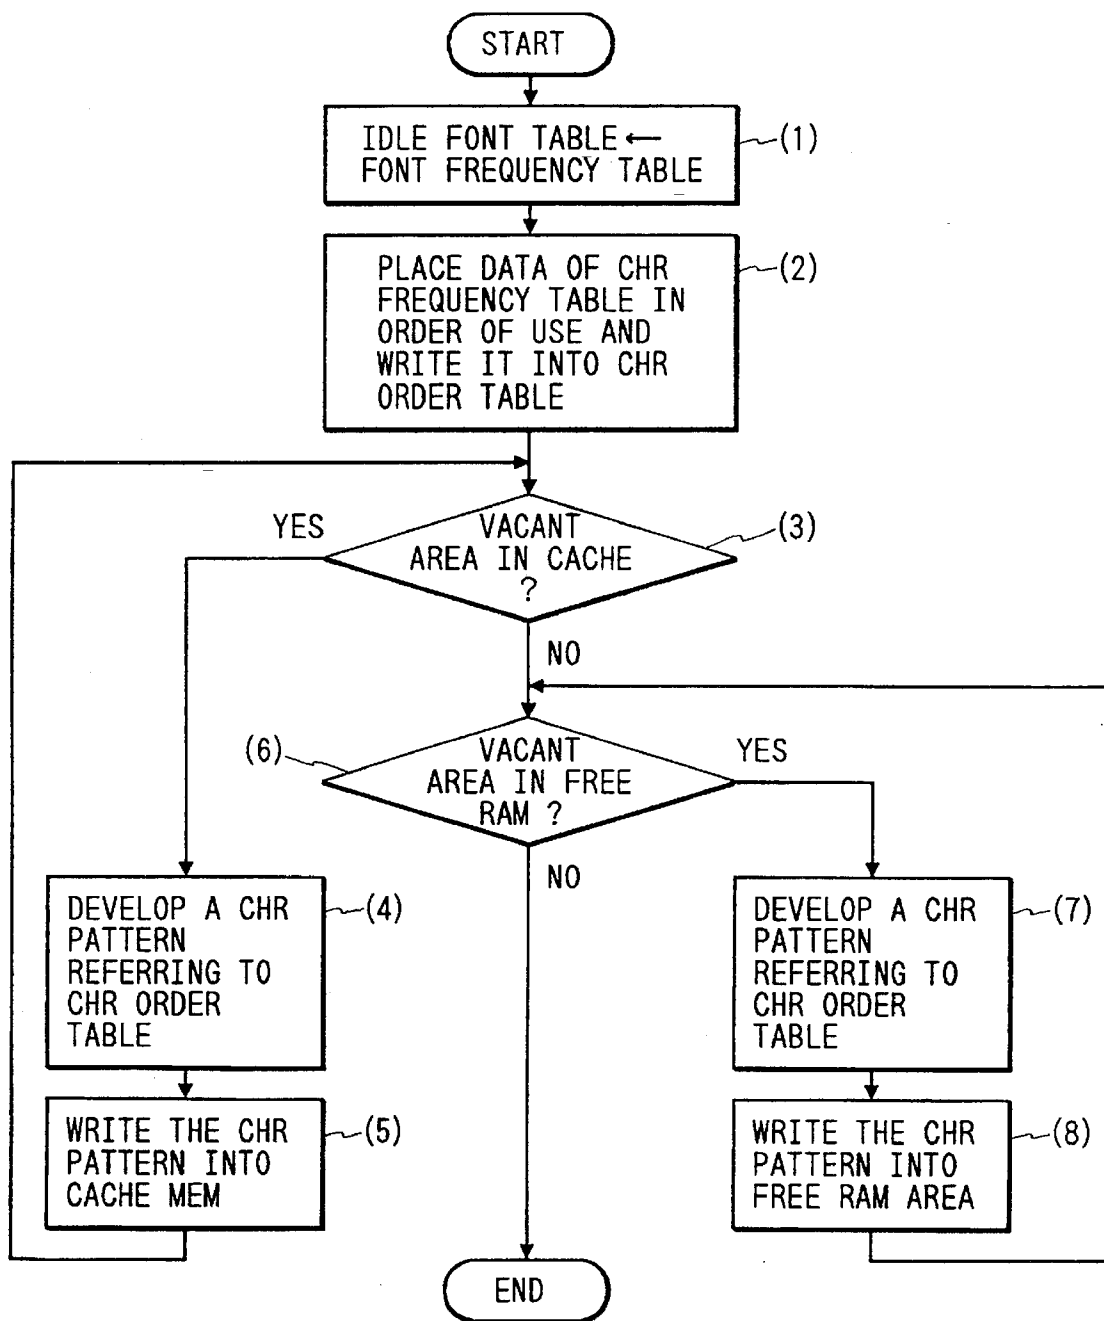 START
IDLE FONT TABLE ←
FONT FREQUENCY TABLE
(1)
PLACE DATA OF CHR
FREQUENCY TABLE IN
ORDER OF USE AND
WRITE IT INTO CHR
ORDER TABLE
(2)
VACANT
AREA IN CACHE
?
(3)
YES
NO
VACANT
AREA IN FREE
RAM ?
(6)
YES
NO
DEVELOP A CHR
PATTERN
REFERRING TO
CHR ORDER
TABLE
(4)
WRITE THE CHR
PATTERN INTO
CACHE MEM
(5)
DEVELOP A CHR
PATTERN
REFERRING TO
CHR ORDER
TABLE
(7)
WRITE THE CHR
PATTERN INTO
FREE RAM AREA
(8)
END